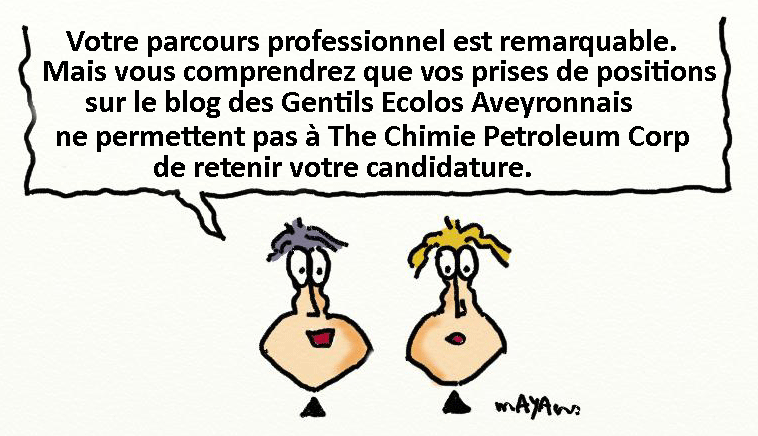 Votre parcours professionnel est remarquable.
Mais vous comprendrez que vos prises de positions
sur le blog des Gentils Ecolos Aveyronnais
ne permettent pas à The Chimie Petroleum Corp
de retenir votre candidature.